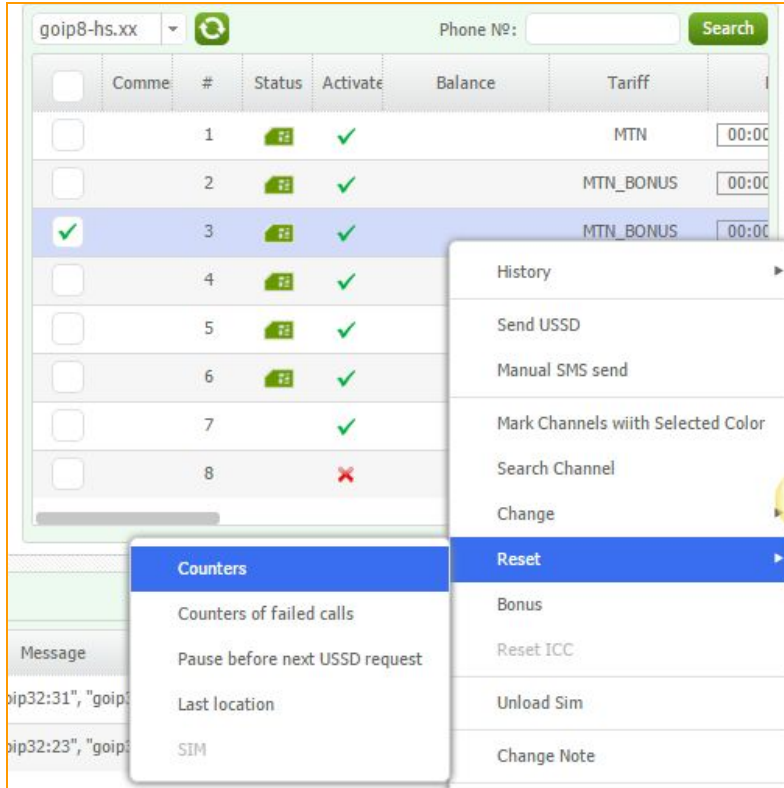 goip8-hs.xx Phone №: Search
Comme # Status Activate Balance Tariff
1 MTN 00:00
2 MTN_BONUS 00:00
3 MTN_BONUS 00:00
4
5
6
7
8
History
Send USSD
Manual SMS send
Mark Channels wiith Selected Color
Search Channel
Change
Reset
Bonus
Reset ICC
Unload Sim
Change Note
Counters
Counters of failed calls
Pause before next USSD request
Last location
SIM
Message
oip32:31", "goip
oip32:23", "goip